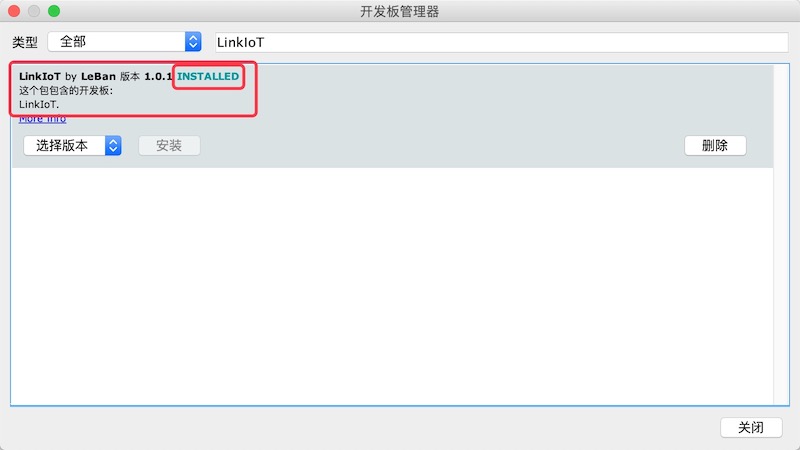 开发板管理器
类型 全部 LinkIoT
LinkIoT by LeBan 版本 1.0.1 INSTALLED
这个包包含的开发板:
LinkIoT.
More info
选择版本 安装 删除
关闭